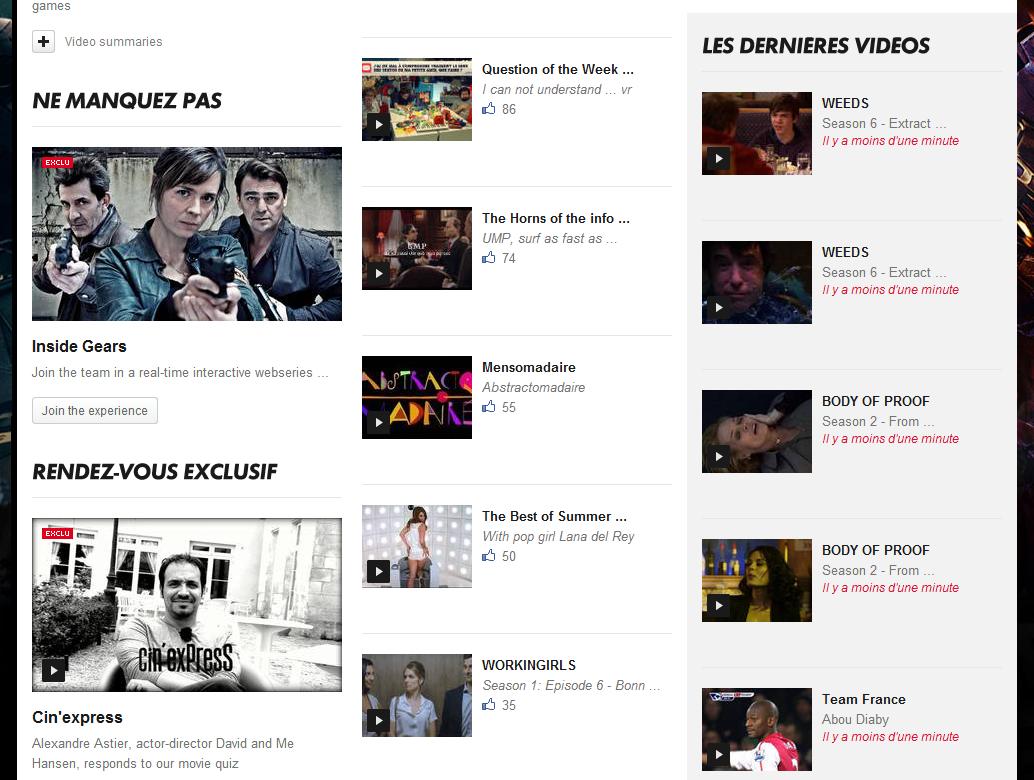 games
Video summaries
NE MANQUEZ PAS
EXCLU
Inside Gears
Join the team in a real-time interactive webseries ...
Join the experience
RENDEZ-VOUS EXCLUSIF
EXCLU
cin'exPresS
Cin'express
Alexandre Astier, actor-director David and Me
Hansen, responds to our movie quiz
Question of the Week ...
I can not understand ... vr
86
UMP
The Horns of the info ...
UMP, surf as fast as ...
74
ABSTRACTO
MADAIRE
Mensomadaire
Abstractomadaire
55
The Best of Summer ...
With pop girl Lana del Rey
50
WORKINGIRLS
Season 1: Episode 6 - Bonn ...
35
LES DERNIERES VIDEOS
WEEDS
Season 6 - Extract ...
Il y a moins d'une minute
WEEDS
Season 6 - Extract ...
Il y a moins d'une minute
BODY OF PROOF
Season 2 - From ...
Il y a moins d'une minute
BODY OF PROOF
Season 2 - From ...
Il y a moins d'une minute
Team France
Abou Diaby
Il y a moins d'une minute